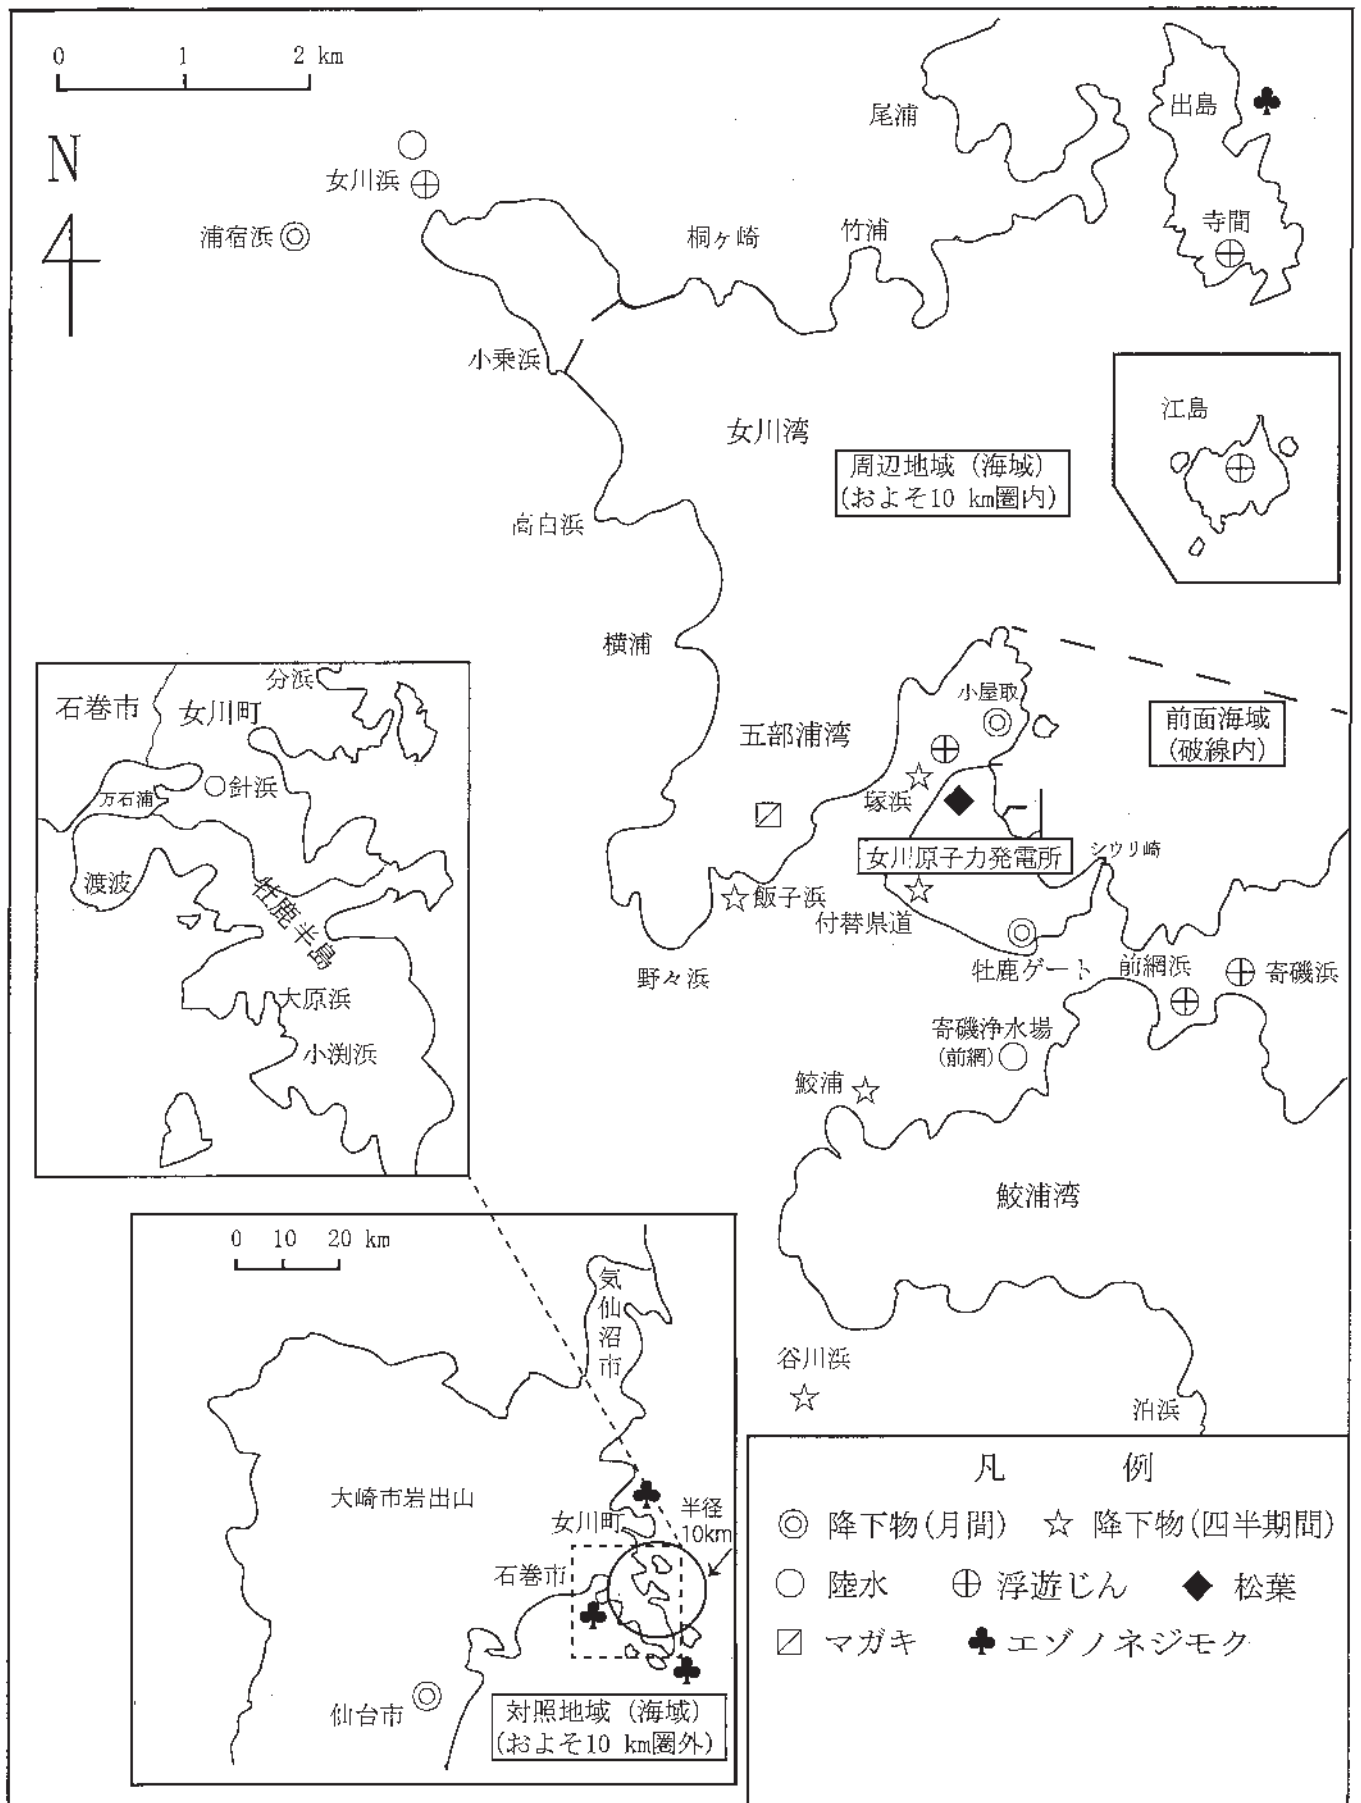 0 1 2 km
N
尾浦
出島
女川浜
浦宿浜
桐ヶ崎
竹浦
寺間
小乗浜
女川湾
江島
周辺地域（海域）
(およそ10 km圏内)
高白浜
横浦
小屋取
五部浦湾
前面海域
(破線内)
塚浜
女川原子力発電所
シウリ崎
飯子浜
付替県道
野々浜
牡鹿ゲート
前網浜
寄磯浜
寄磯浄水場
(前網)
鮫浦
鮫浦湾
谷川浜
泊浜
石巻市
女川町
分浜
万石浦
針浜
渡波
牡鹿半島
大原浜
小渕浜
0 10 20 km
気仙沼市
大崎市岩出山
女川町
半径
10km
石巻市
仙台市
対照地域（海域）
(およそ10 km圏外)
凡 例
降下物(月間) 降下物(四半期間)
陸水 浮遊じん 松葉
マガキ エゾノネジモク